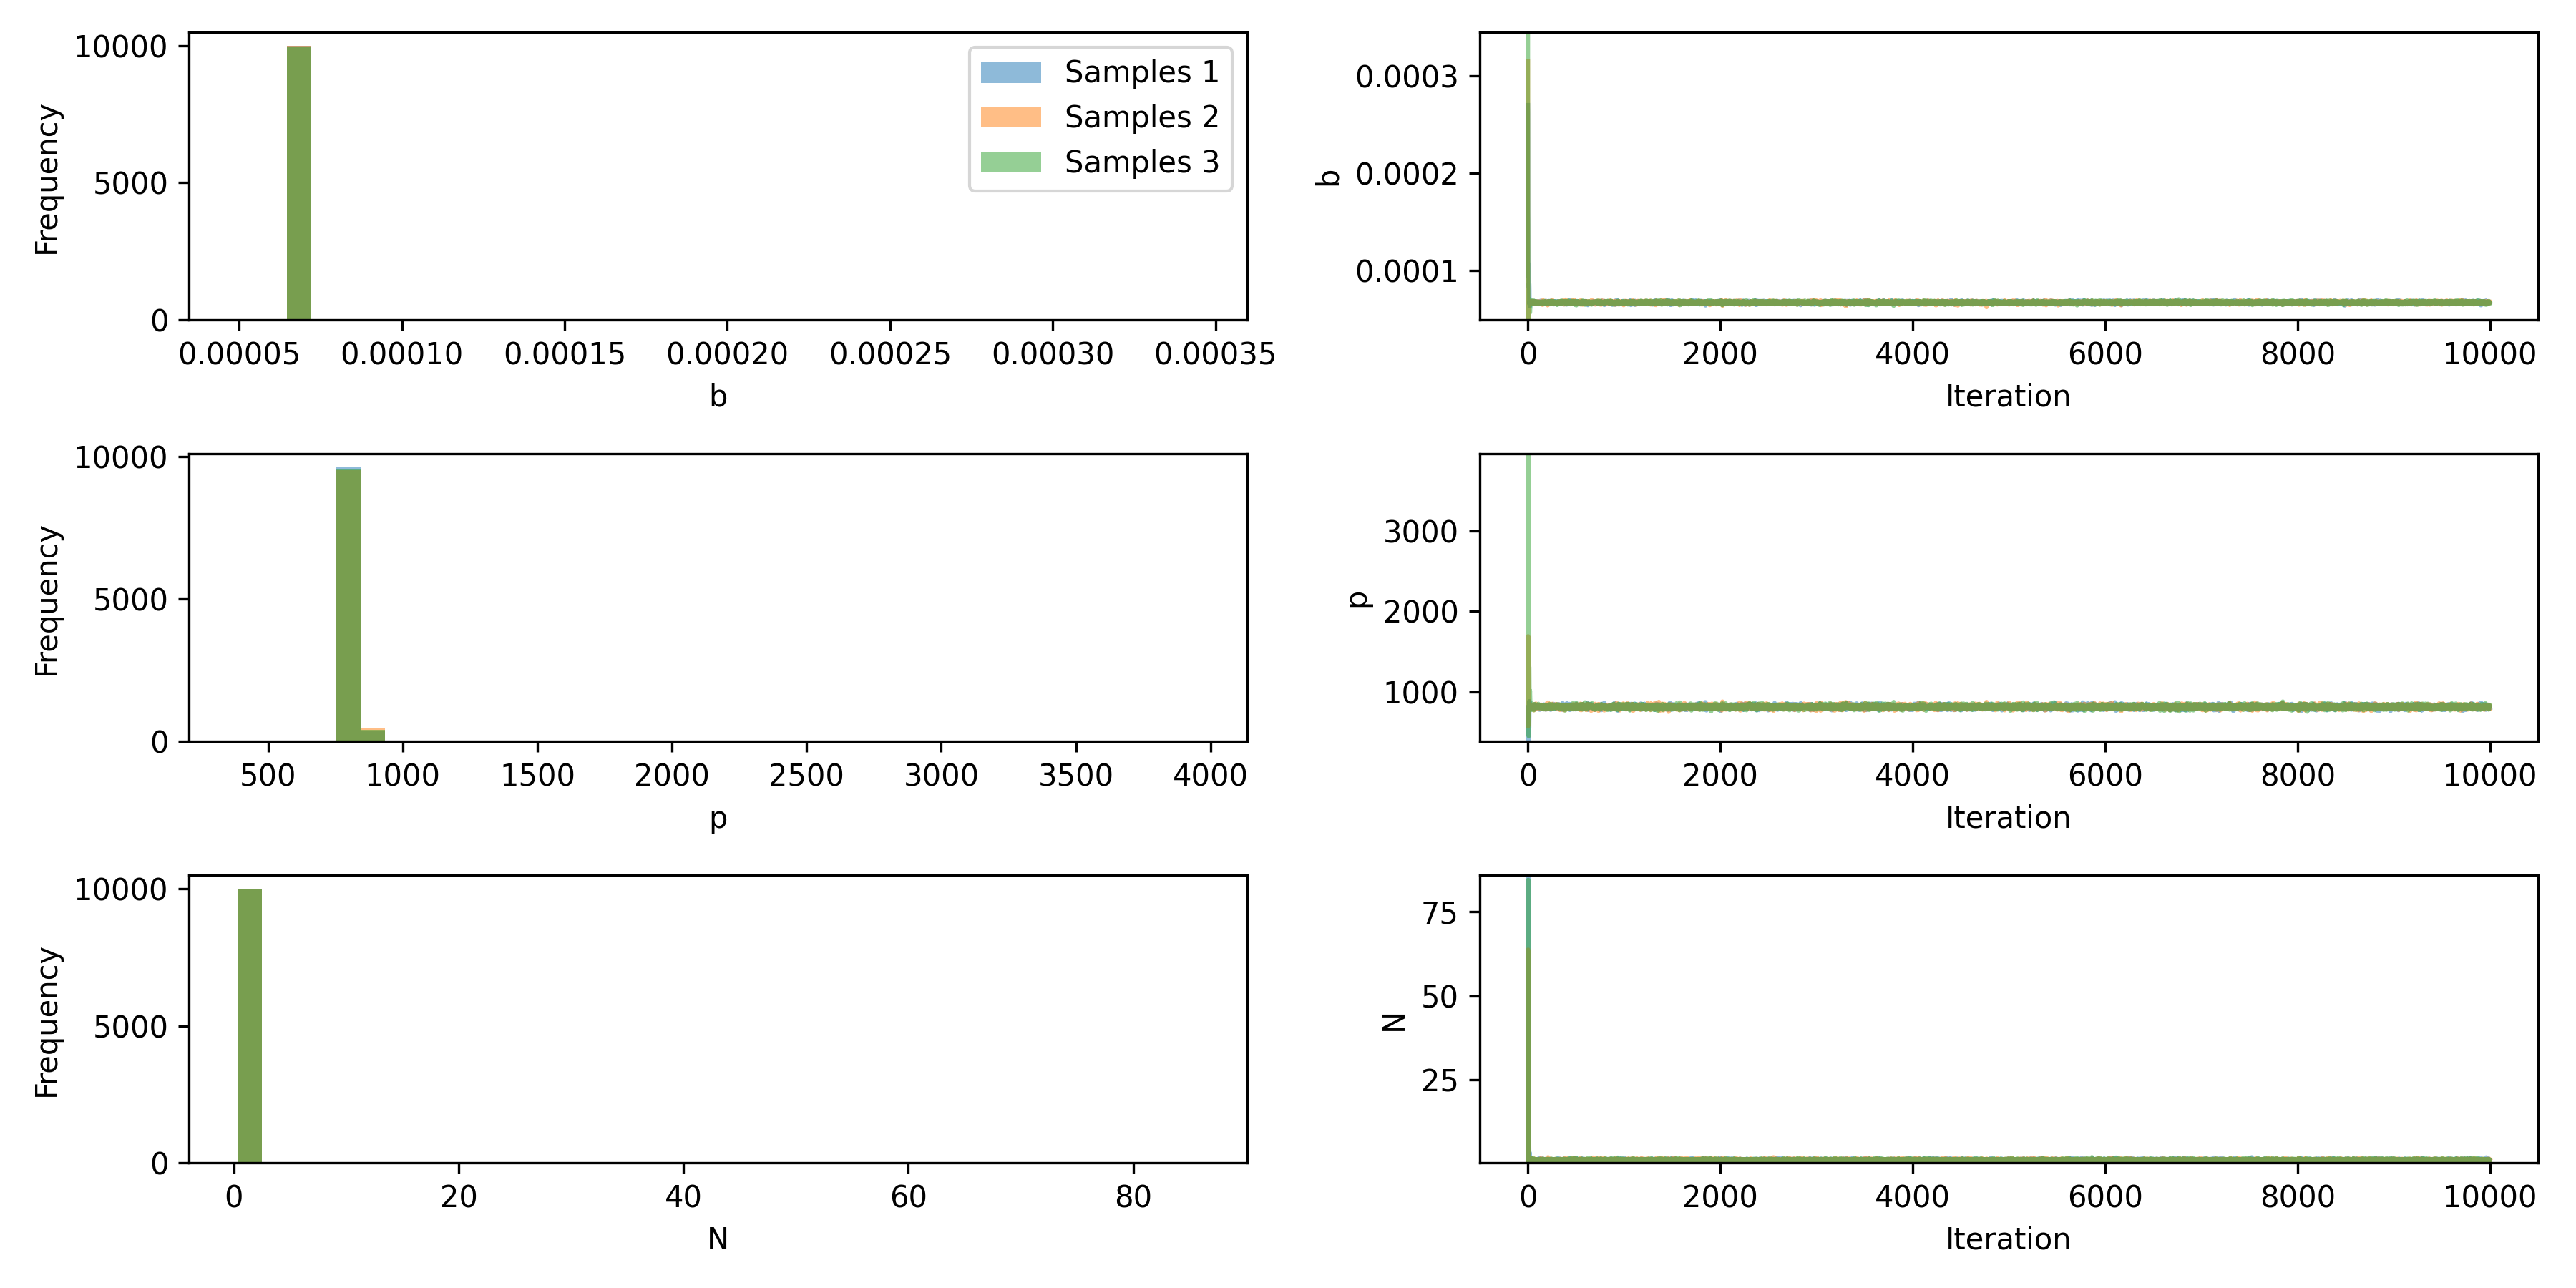 10000
5000
0
Frequency
0.00005 0.00010 0.00015 0.00020 0.00025 0.00030 0.00035
b
Samples 1
Samples 2
Samples 3
0.0003
0.0002
0.0001
b
0 2000 4000 6000 8000 10000
Iteration
10000
5000
0
Frequency
500 1000 1500 2000 2500 3000 3500 4000
p
3000
2000
1000
p
0 2000 4000 6000 8000 10000
Iteration
10000
5000
0
Frequency
0 20 40 60 80
N
75
50
25
N
0 2000 4000 6000 8000 10000
Iteration